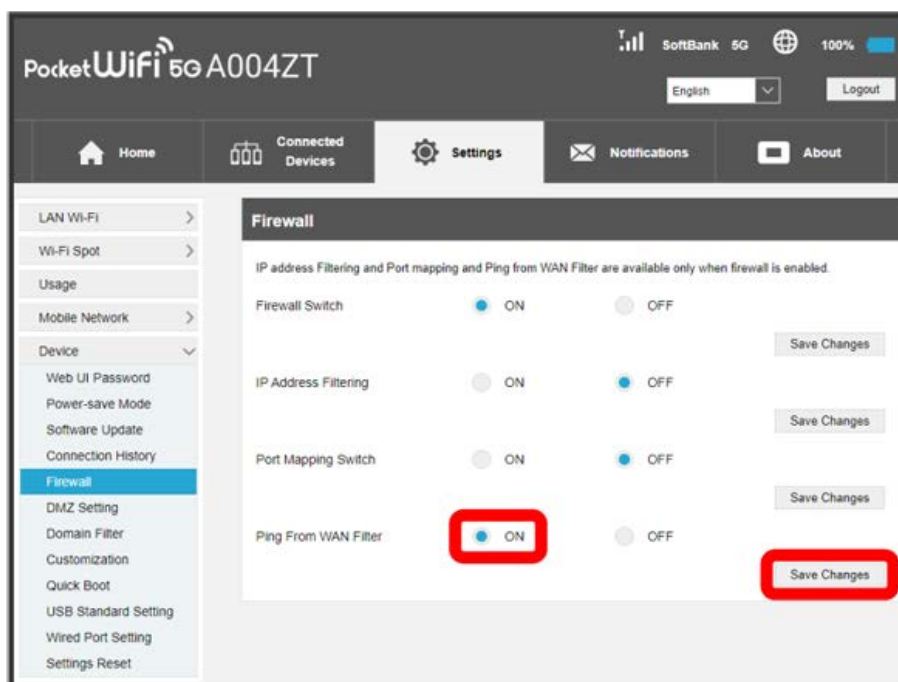 Pocket WiFi 5G A004ZT
SoftBank 5G 100%
English
Logout
Home
Connected Devices
Settings
Notifications
About
LAN Wi-Fi
Wi-Fi Spot
Usage
Mobile Network
Device
Web UI Password
Power-save Mode
Software Update
Connection History
Firewall
DMZ Setting
Domain Filter
Customization
Quick Boot
USB Standard Setting
Wired Port Setting
Settings Reset
Firewall
IP address Filtering and Port mapping and Ping from WAN Filter are available only when firewall is enabled.
Firewall Switch ON OFF
Save Changes
IP Address Filtering ON OFF
Save Changes
Port Mapping Switch ON OFF
Save Changes
Ping From WAN Filter ON OFF
Save Changes